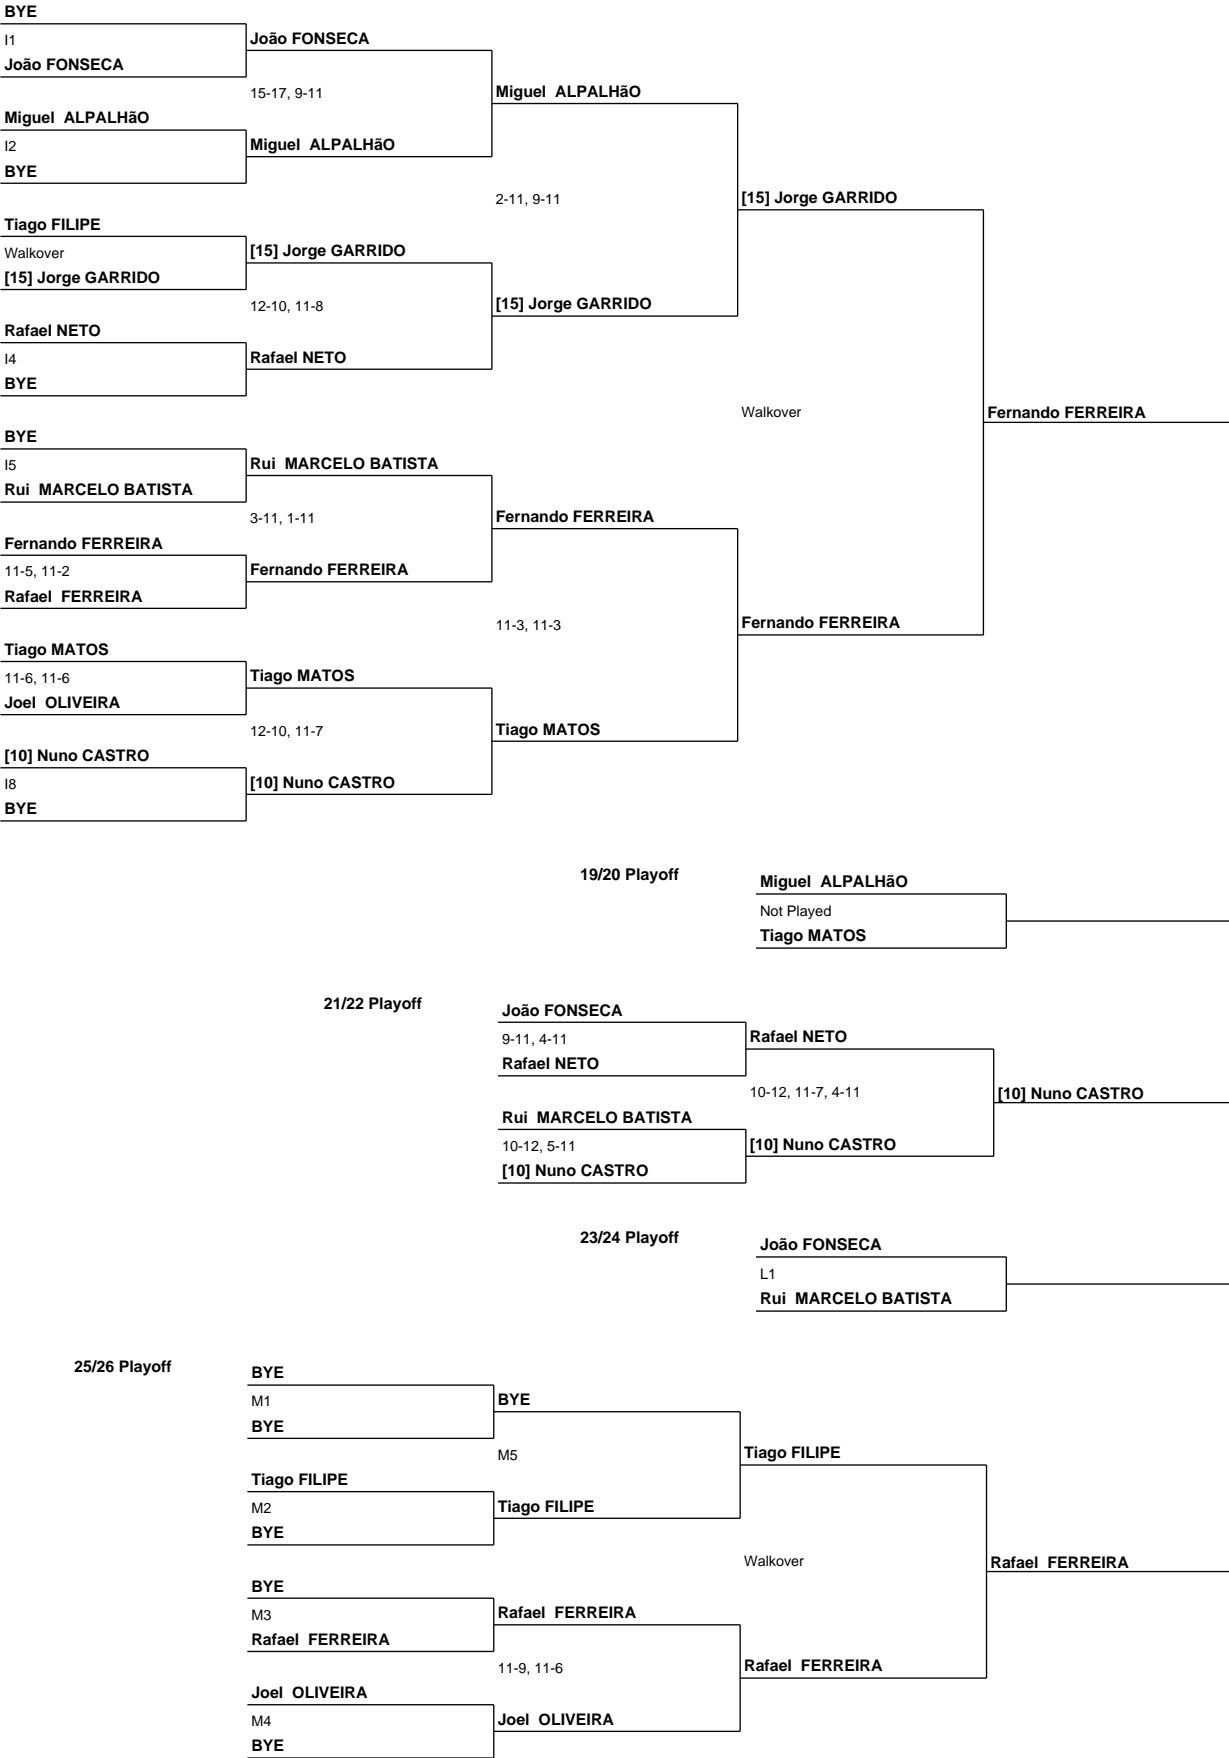 BYE
I1
João FONSECA
João FONSECA
15-17, 9-11
Miguel  ALPALHãO
Miguel  ALPALHãO
I2
Miguel  ALPALHãO
BYE
2-11, 9-11
[15] Jorge GARRIDO
Tiago FILIPE
Walkover
[15] Jorge GARRIDO
[15] Jorge GARRIDO
12-10, 11-8
[15] Jorge GARRIDO
Rafael NETO
I4
Rafael NETO
BYE
Walkover
Fernando FERREIRA
BYE
I5
Rui  MARCELO BATISTA
Rui  MARCELO BATISTA
3-11, 1-11
Fernando FERREIRA
Fernando FERREIRA
11-5, 11-2
Fernando FERREIRA
Rafael  FERREIRA
11-3, 11-3
Fernando FERREIRA
Tiago MATOS
11-6, 11-6
Tiago MATOS
Joel  OLIVEIRA
12-10, 11-7
Tiago MATOS
[10] Nuno CASTRO
I8
[10] Nuno CASTRO
BYE
19/20 Playoff
Miguel  ALPALHãO
Not Played
Tiago MATOS
21/22 Playoff
João FONSECA
9-11, 4-11
Rafael NETO
Rafael NETO
10-12, 11-7, 4-11
[10] Nuno CASTRO
Rui  MARCELO BATISTA
10-12, 5-11
[10] Nuno CASTRO
[10] Nuno CASTRO
23/24 Playoff
João FONSECA
L1
Rui  MARCELO BATISTA
25/26 Playoff
BYE
M1
BYE
BYE
M5
Tiago FILIPE
Tiago FILIPE
M2
Tiago FILIPE
BYE
Walkover
Rafael  FERREIRA
BYE
M3
Rafael  FERREIRA
Rafael  FERREIRA
11-9, 11-6
Rafael  FERREIRA
Joel  OLIVEIRA
M4
Joel  OLIVEIRA
BYE